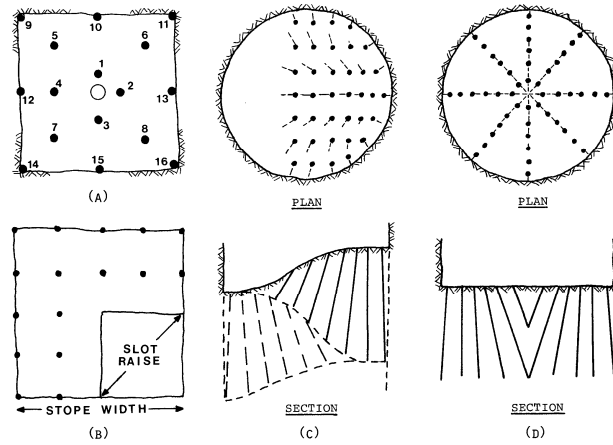 9 10 11
5 6
1
4 2
12 13
3
7 8
14 15 16
(A)
PLAN
PLAN
SLOT
RAISE
STOPE WIDTH
(B)
SECTION
(C)
SECTION
(D)